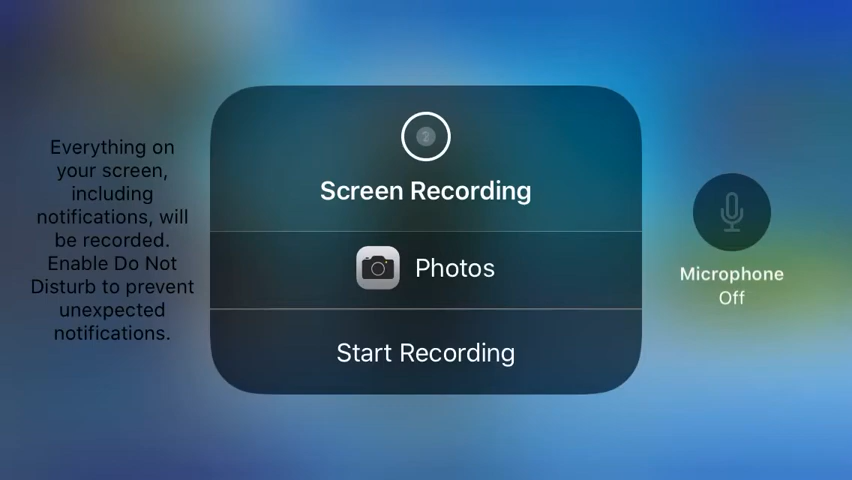 Everything on
your screen,
including
notifications, will
be recorded.
Enable Do Not
Disturb to prevent
unexpected
notifications.
2
Screen Recording
Photos
Start Recording
Microphone
Off